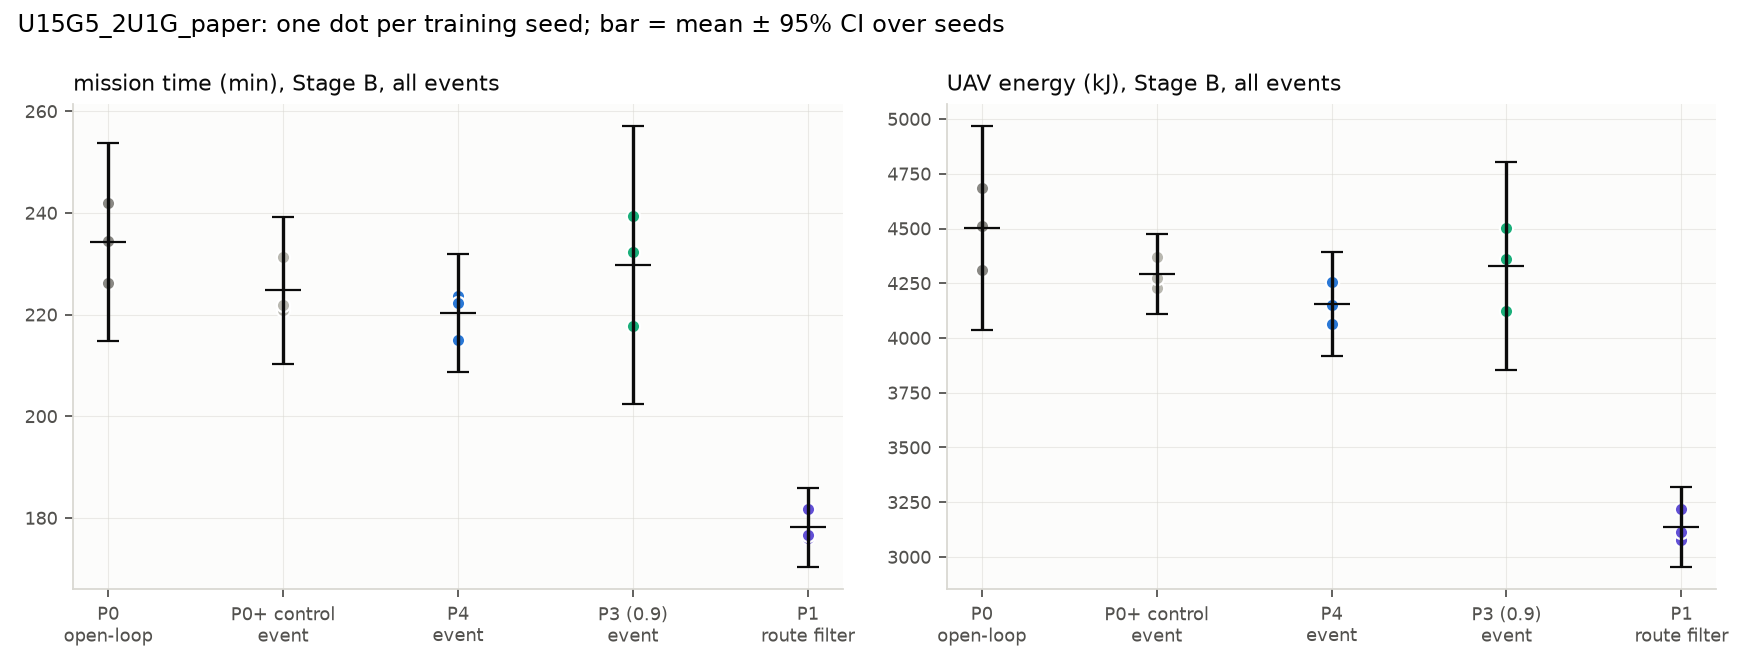 U15G5_2U1G_paper: one dot per training seed; bar = mean ± 95% CI over seeds
mission time (min), Stage B, all events
260
240
220
200
180
P0
open-loop
P0+ control
event
P4
event
P3 (0.9)
event
P1
route filter
UAV energy (kJ), Stage B, all events
5000
4750
4500
4250
4000
3750
3500
3250
3000
P0
open-loop
P0+ control
event
P4
event
P3 (0.9)
event
P1
route filter